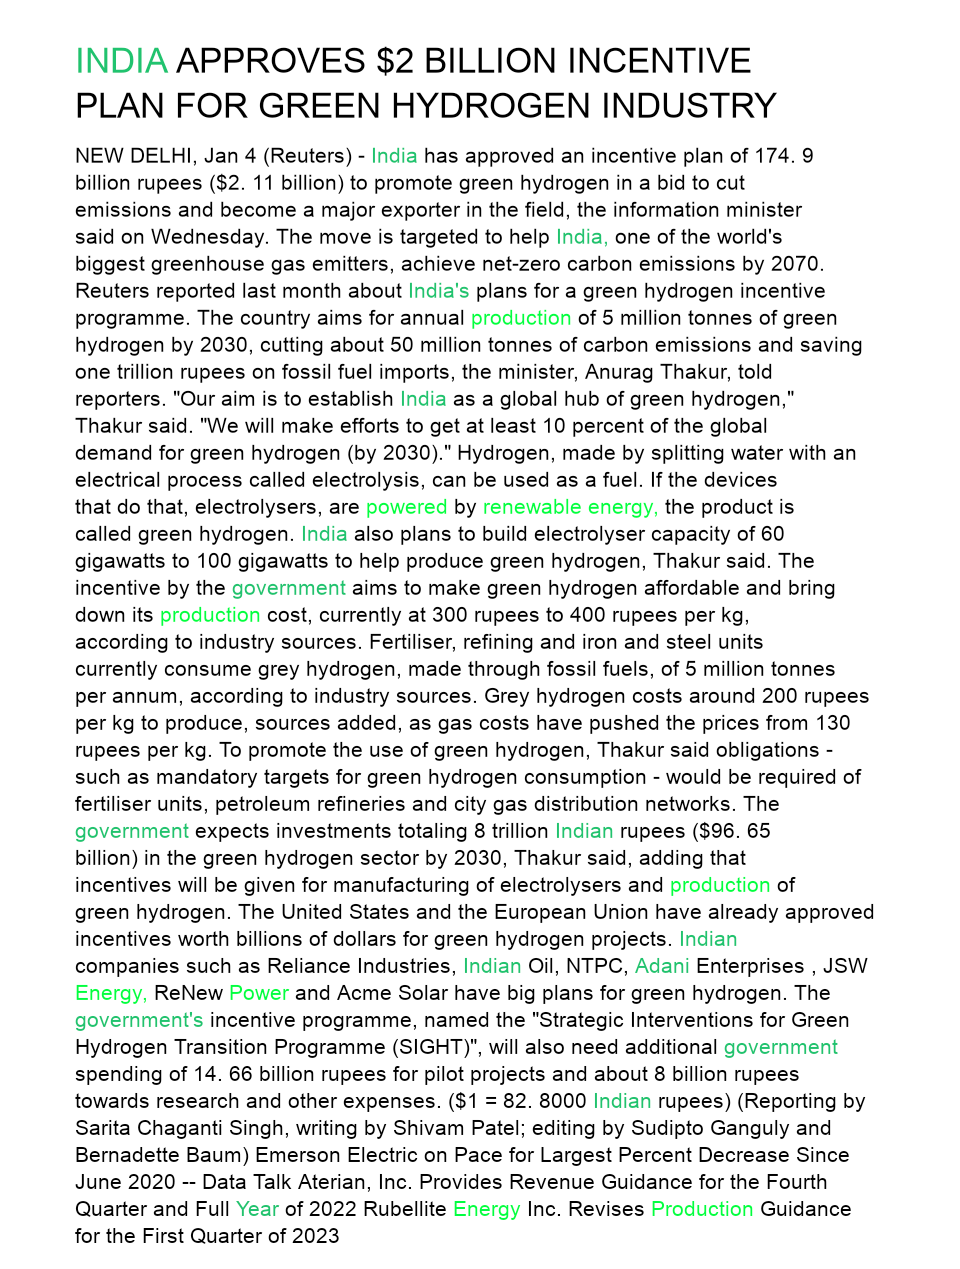 INDIA APPROVES $2 BILLION INCENTIVE
PLAN FOR GREEN HYDROGEN INDUSTRY
NEW DELHI, Jan 4 (Reuters) - India has approved an incentive plan of 174. 9
billion rupees ($2. 11 billion) to promote green hydrogen in a bid to cut
emissions and become a major exporter in the field, the information minister
said on Wednesday. The move is targeted to help India, one of the world's
biggest greenhouse gas emitters, achieve net-zero carbon emissions by 2070.
Reuters reported last month about India's plans for a green hydrogen incentive
programme. The country aims for annual production of 5 million tonnes of green
hydrogen by 2030, cutting about 50 million tonnes of carbon emissions and saving
one trillion rupees on fossil fuel imports, the minister, Anurag Thakur, told
reporters. "Our aim is to establish India as a global hub of green hydrogen,"
Thakur said. "We will make efforts to get at least 10 percent of the global
demand for green hydrogen (by 2030)." Hydrogen, made by splitting water with an
electrical process called electrolysis, can be used as a fuel. If the devices
that do that, electrolysers, are powered by renewable energy, the product is
called green hydrogen. India also plans to build electrolyser capacity of 60
gigawatts to 100 gigawatts to help produce green hydrogen, Thakur said. The
incentive by the government aims to make green hydrogen affordable and bring
down its production cost, currently at 300 rupees to 400 rupees per kg,
according to industry sources. Fertiliser, refining and iron and steel units
currently consume grey hydrogen, made through fossil fuels, of 5 million tonnes
per annum, according to industry sources. Grey hydrogen costs around 200 rupees
per kg to produce, sources added, as gas costs have pushed the prices from 130
rupees per kg. To promote the use of green hydrogen, Thakur said obligations -
such as mandatory targets for green hydrogen consumption - would be required of
fertiliser units, petroleum refineries and city gas distribution networks. The
government expects investments totaling 8 trillion Indian rupees ($96. 65
billion) in the green hydrogen sector by 2030, Thakur said, adding that
incentives will be given for manufacturing of electrolysers and production of
green hydrogen. The United States and the European Union have already approved
incentives worth billions of dollars for green hydrogen projects. Indian
companies such as Reliance Industries, Indian Oil, NTPC, Adani Enterprises , JSW
Energy, ReNew Power and Acme Solar have big plans for green hydrogen. The
government's incentive programme, named the "Strategic Interventions for Green
Hydrogen Transition Programme (SIGHT)", will also need additional government
spending of 14. 66 billion rupees for pilot projects and about 8 billion rupees
towards research and other expenses. ($1 = 82. 8000 Indian rupees) (Reporting by
Sarita Chaganti Singh, writing by Shivam Patel; editing by Sudipto Ganguly and
Bernadette Baum) Emerson Electric on Pace for Largest Percent Decrease Since
June 2020 -- Data Talk Aterian, Inc. Provides Revenue Guidance for the Fourth
Quarter and Full Year of 2022 Rubellite Energy Inc. Revises Production Guidance
for the First Quarter of 2023